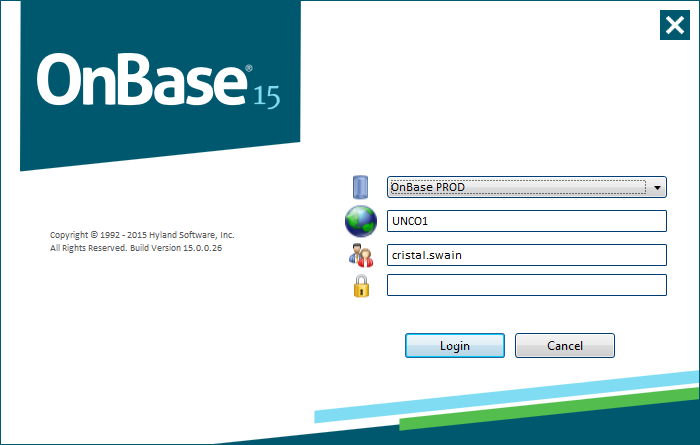 OnBase® 15
OnBase PROD
UNCO1
Copyright © 1992 - 2015 Hyland Software, Inc.
All Rights Reserved. Build Version 15.0.0.26
cristal.swain
Login
Cancel